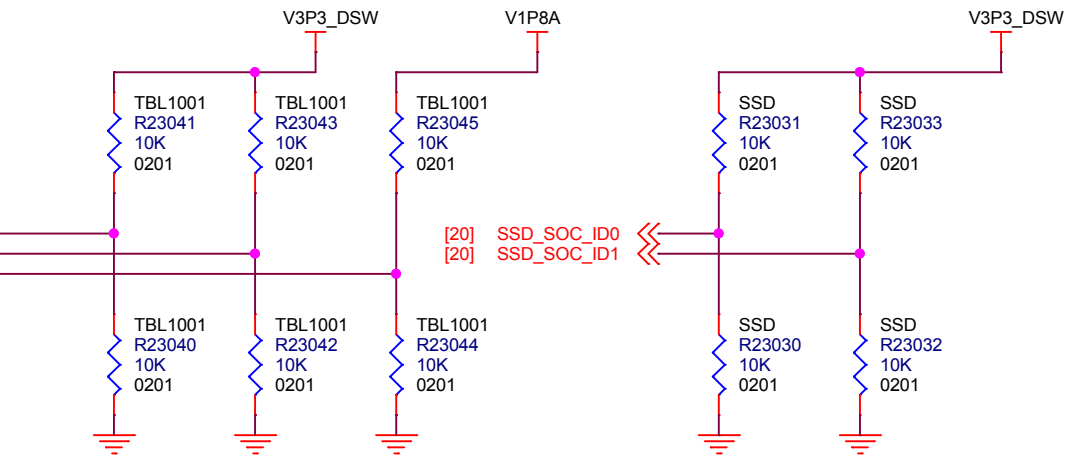 V3P3_DSW
V1P8A
V3P3_DSW
TBL1001
R23041
10K
0201
TBL1001
R23043
10K
0201
TBL1001
R23045
10K
0201
SSD
R23031
10K
0201
SSD
R23033
10K
0201
[20] SSD_SOC_ID0
[20] SSD_SOC_ID1
TBL1001
R23040
10K
0201
TBL1001
R23042
10K
0201
TBL1001
R23044
10K
0201
SSD
R23030
10K
0201
SSD
R23032
10K
0201